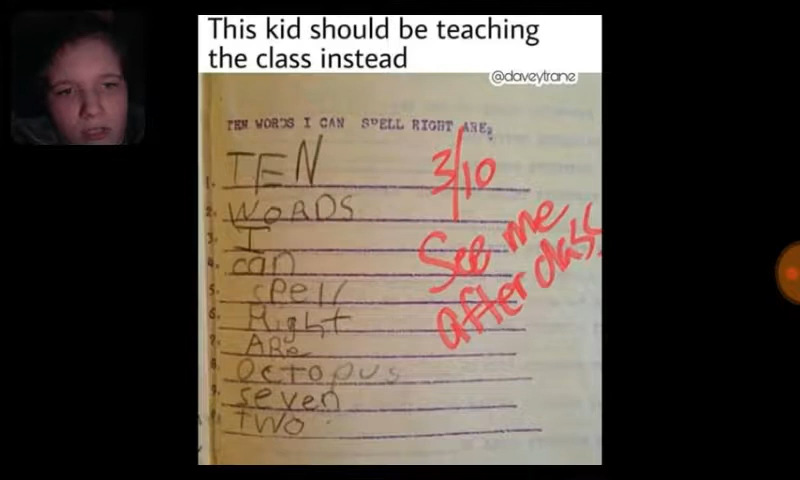 This kid should be teaching
the class instead
@daveytrane
TEN WORDS I CAN SPELL RIGHT ARE,
3/10
1. TEN
2. WORDS
3. I
4. can
5. spell
6. Right
7. ARe
8. OcTopus
9. seven
two
See me
after class.